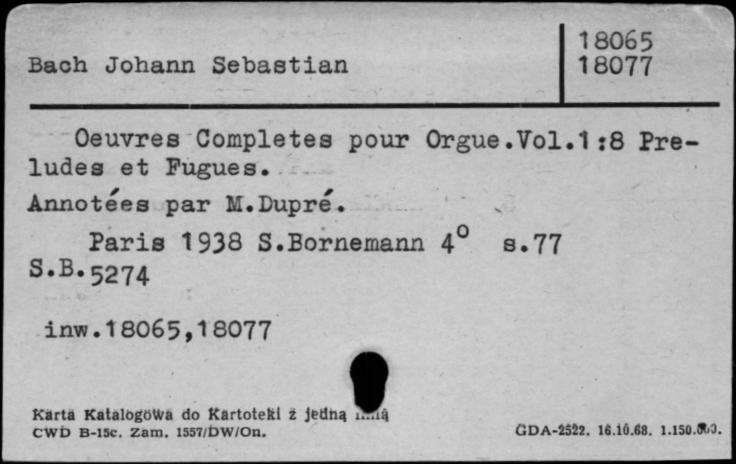 18065
Bach Johann Sebastian 18077
Oeuvres Completes pour Orgue.Vol.1:8 Pre-
ludes et Fugues.
Annotées par M.Dupré.
Paris 1938 S.Bornemann 4° s.77
S.B.5274
inw.18065,18077
Karta Katalogowa do Kartoteki z jedną
CWD B-15c. Zam. 1557/DW/On. GDA-2522. 16.10.68.